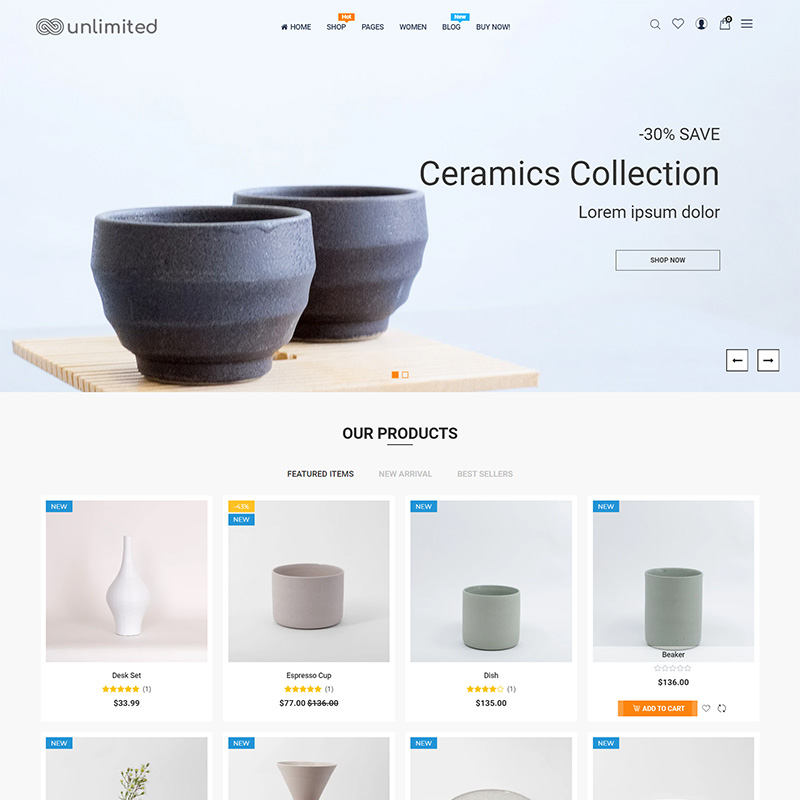 unlimited
HOME SHOP Hot PAGES WOMEN BLOG New BUY NOW!
0
-30% SAVE
Ceramics Collection
Lorem ipsum dolor
SHOP NOW
OUR PRODUCTS
FEATURED ITEMS NEW ARRIVAL BEST SELLERS
NEW -43% NEW NEW
NEW
Desk Set Espresso Cup Dish Beaker
(1) (1) (1)
$33.99 $77.00 $136.00 $135.00 $136.00
ADD TO CART
NEW NEW NEW